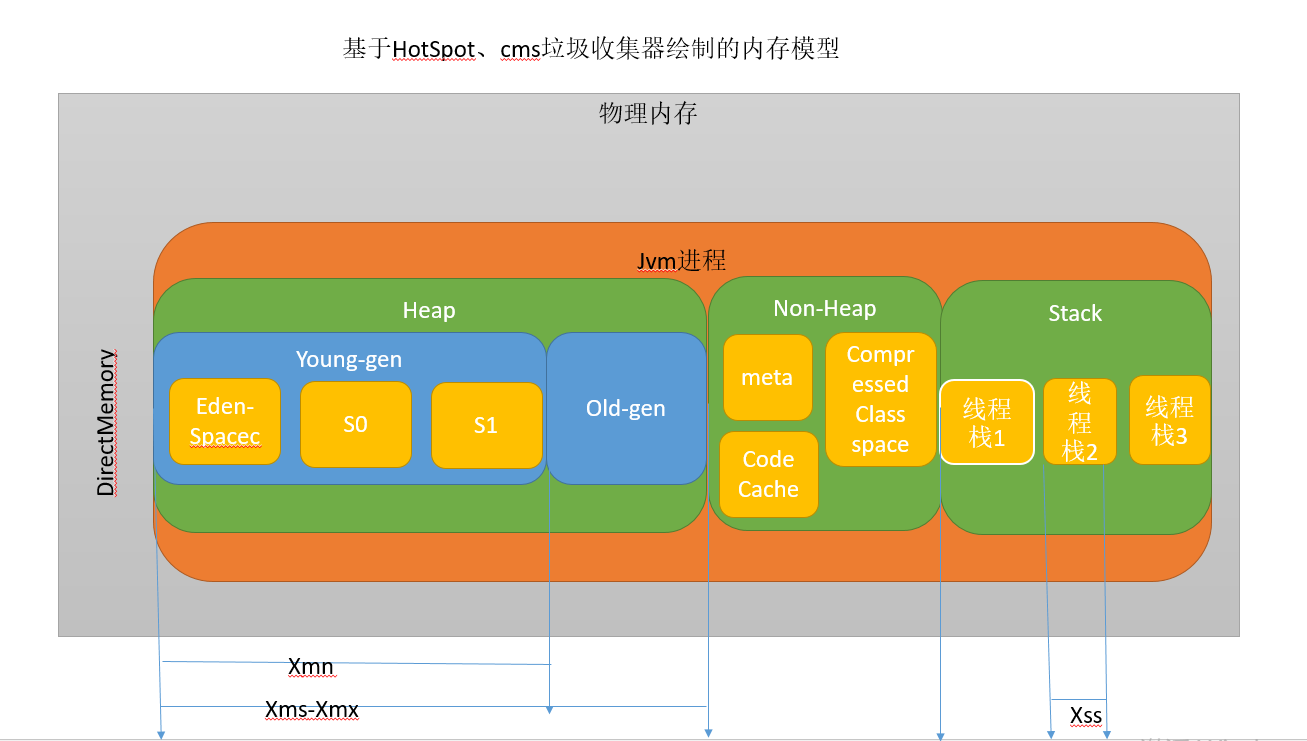 基于HotSpot、cms垃圾收集器绘制的内存模型
物理内存
Jvm进程
DirectMemory
Heap
Young-gen
Eden-
Spacec
S0
S1
Old-gen
Non-Heap
meta
Compr
essed
Class
space
Code
Cache
Stack
线程
栈1
线
程
栈2
线程
栈3
Xmn
Xms-Xmx
Xss